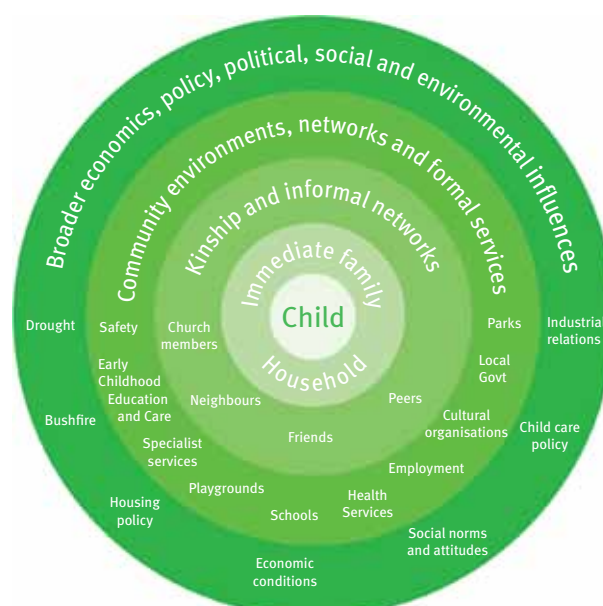 Broader economics, policy, political, social and environmental influences
Community environments, networks and formal services
Kinship and informal networks
Immediate family
Child
Household
Drought
Safety
Church
members
Parks
Industrial
relations
Early
Childhood
Education
and Care
Local
Govt
Bushfire
Neighbours
Peers
Cultural
organisations
Child care
policy
Specialist
services
Friends
Employment
Housing
policy
Playgrounds
Schools
Health
Services
Social norms
and attitudes
Economic
conditions